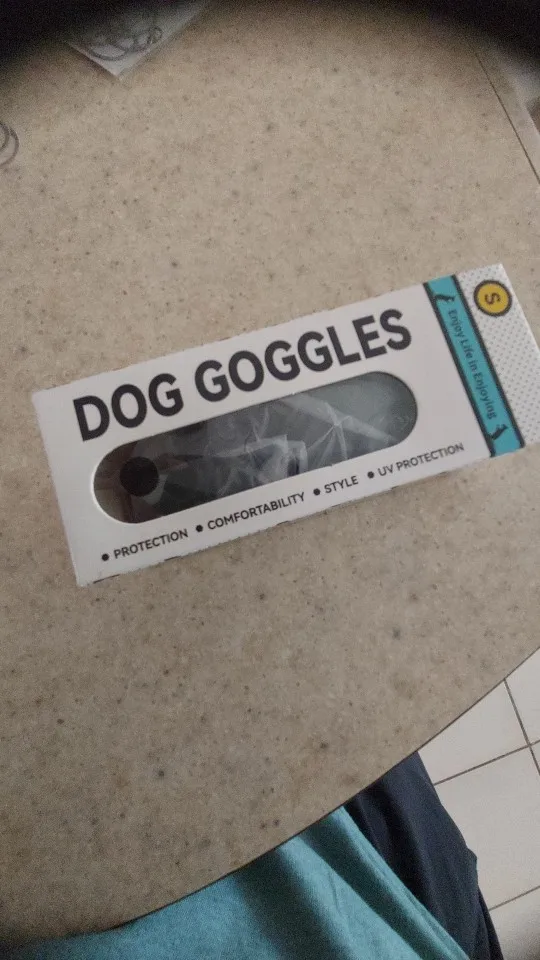 DOG GOGGLES
• PROTECTION • COMFORTABILITY • STYLE • UV PROTECTION
Enjoy Life in Enjoying
S